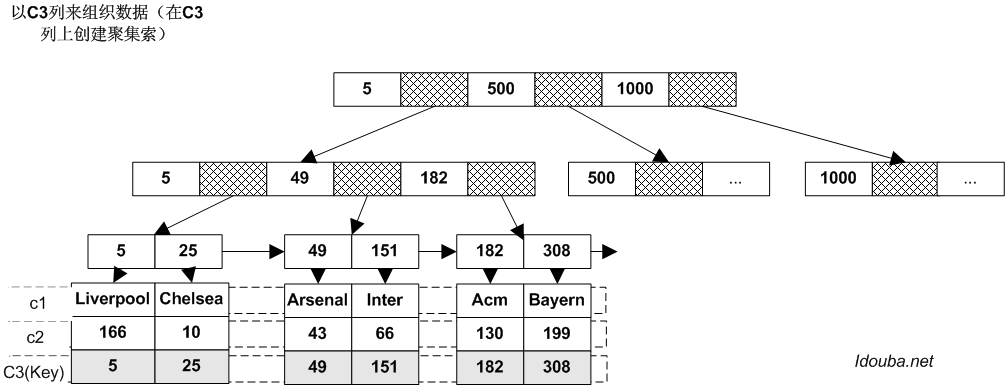 以C3列来组织数据（在C3
列上创建聚集索）
5 500 1000
5 49 182 500 ... 1000 ...
5 25 49 151 182 308
c1 Liverpool Chelsea Arsenal Inter Acm Bayern
c2 166 10 43 66 130 199
C3(Key) 5 25 49 151 182 308
Idouba.net